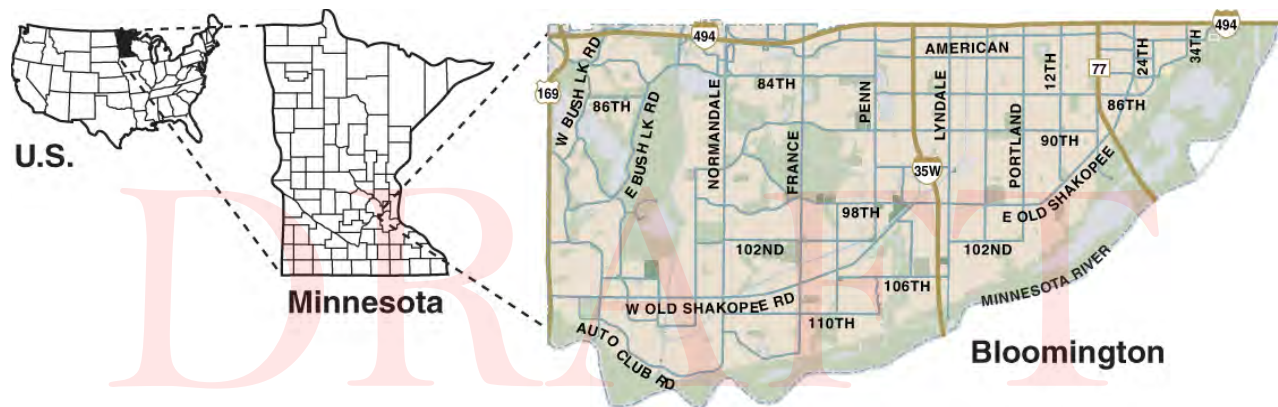 U.S.
Minnesota
Bloomington
DRAFT
494
494
169
77
35W
W BUSH LK RD
86TH
E BUSH LK RD
NORMANDALE
84TH
FRANCE
PENN
AMERICAN
LYNDALE
PORTLAND
12TH
24TH
34TH
86TH
90TH
E OLD SHAKOPEE
98TH
102ND
102ND
106TH
W OLD SHAKOPEE RD
110TH
AUTO CLUB RD
MINNESOTA RIVER